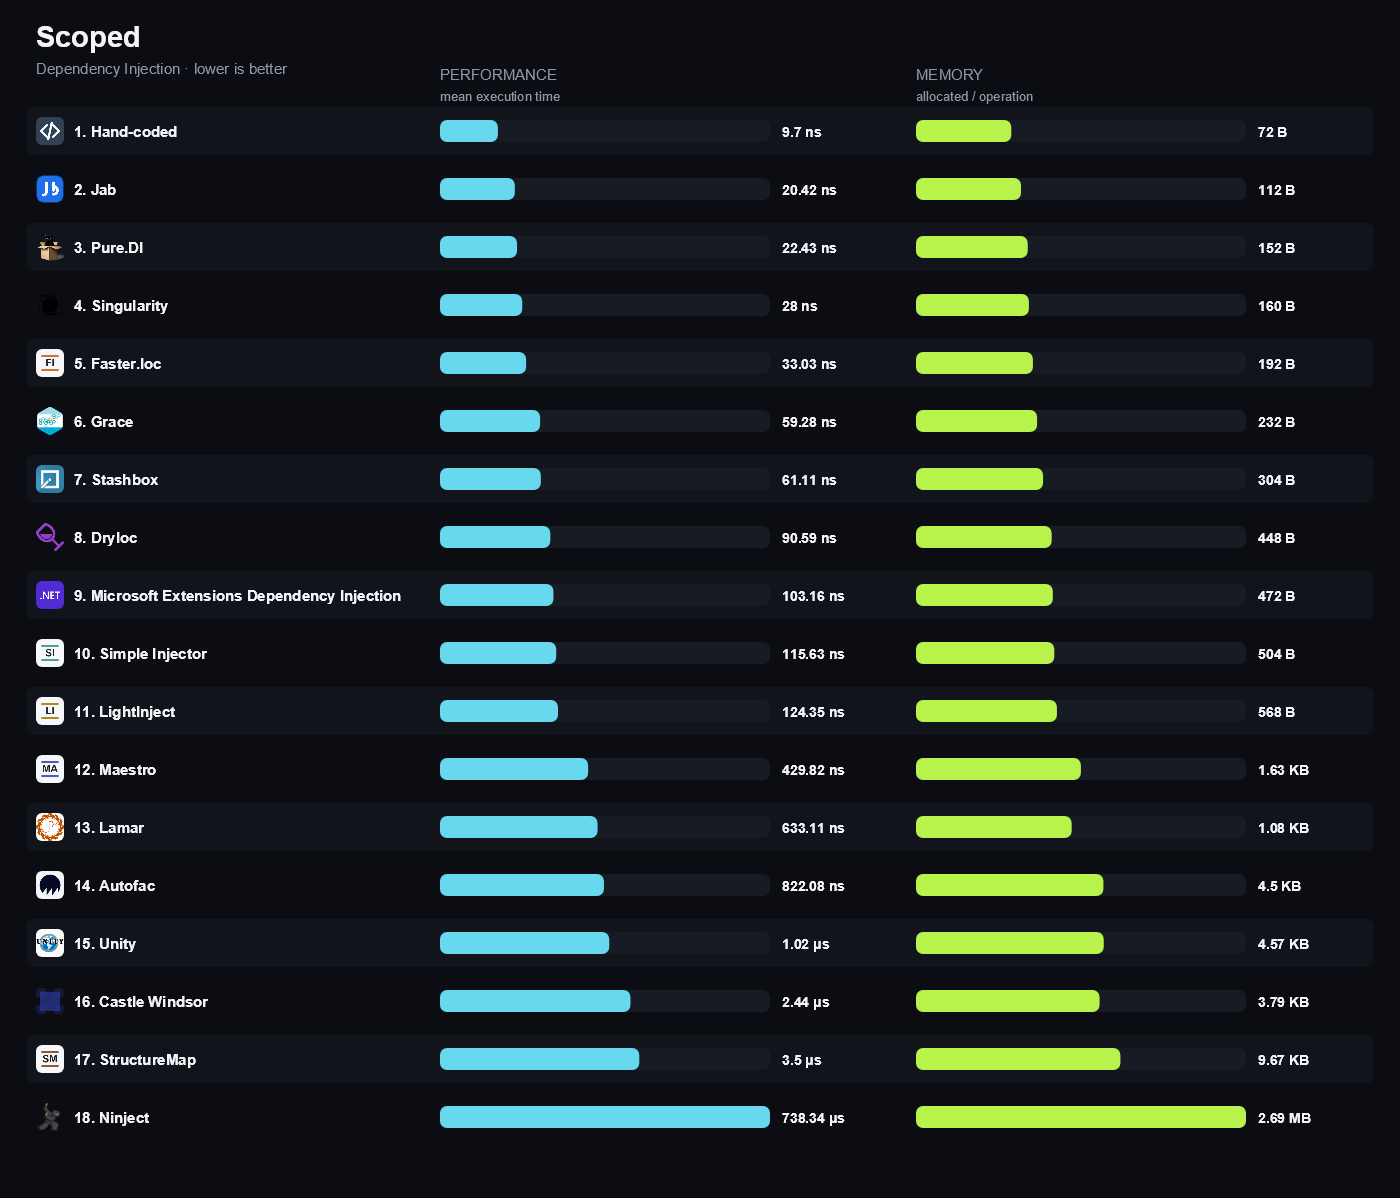 Scoped
Dependency Injection · lower is better
PERFORMANCE
mean execution time
MEMORY
allocated / operation
1. Hand-coded 9.7 ns 72 B
Jb 2. Jab 20.42 ns 112 B
3. Pure.DI 22.43 ns 152 B
4. Singularity 28 ns 160 B
FI 5. Faster.Ioc 33.03 ns 192 B
6. Grace 59.28 ns 232 B
7. Stashbox 61.11 ns 304 B
8. DryIoc 90.59 ns 448 B
.NET 9. Microsoft Extensions Dependency Injection 103.16 ns 472 B
SI 10. Simple Injector 115.63 ns 504 B
LI 11. LightInject 124.35 ns 568 B
MA 12. Maestro 429.82 ns 1.63 KB
13. Lamar 633.11 ns 1.08 KB
14. Autofac 822.08 ns 4.5 KB
UNITY 15. Unity 1.02 µs 4.57 KB
16. Castle Windsor 2.44 µs 3.79 KB
SM 17. StructureMap 3.5 µs 9.67 KB
18. Ninject 738.34 µs 2.69 MB